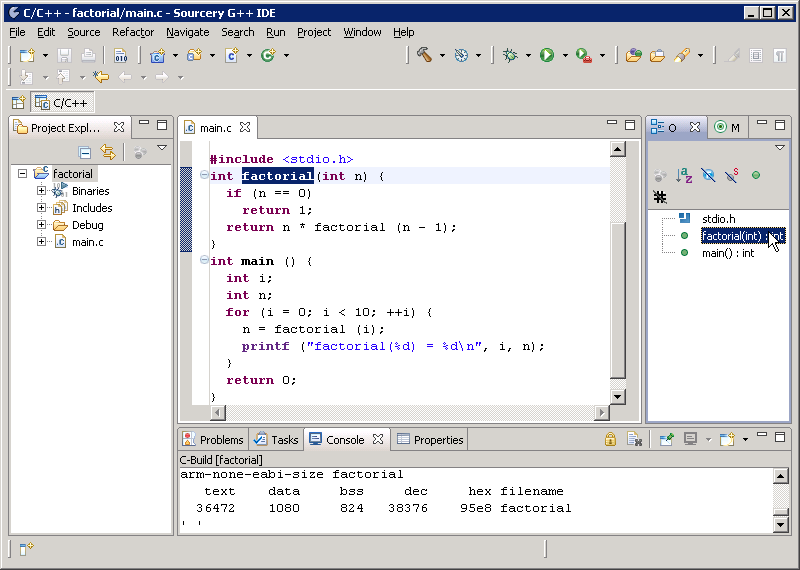 C/C++ - factorial/main.c - Sourcery G++ IDE
File Edit Source Refactor Navigate Search Run Project Window Help
010
C/C++
Project Expl...
factorial
Binaries
Includes
Debug
main.c
main.c
#include <stdio.h>
int factorial(int n) {
if (n == 0)
return 1;
return n * factorial (n - 1);
}
int main () {
int i;
int n;
for (i = 0; i < 10; ++i) {
n = factorial (i);
printf ("factorial(%d) = %d\n", i, n);
}
return 0;
}
O M
stdio.h
factorial(int) : int
main() : int
Problems Tasks Console Properties
C-Build [factorial]
arm-none-eabi-size factorial
text data bss dec hex filename
36472 1080 824 38376 95e8 factorial
' '